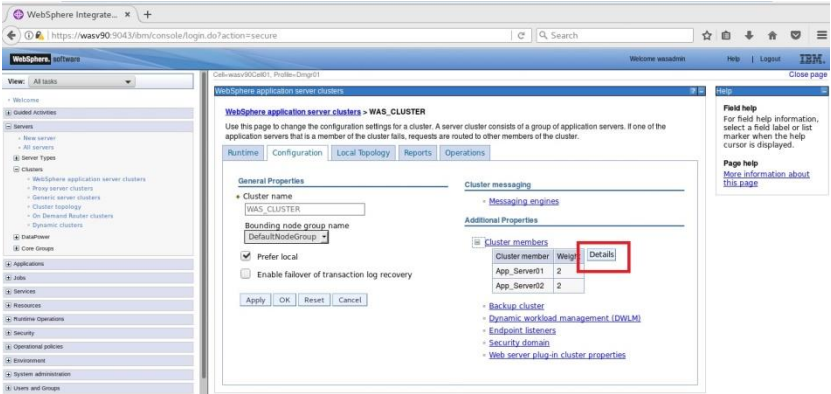 WebSphere Integrate... × +
https://wasv90:9043/ibm/console/login.do?action=secure
Search
WebSphere. software
Welcome wasadmin
Help | Logout
IBM.
Cell=wasv90Cell01, Profile=Dmgr01
Close page
View: All tasks
Welcome
Guided Activities
Servers
New server
All servers
Server Types
Clusters
WebSphere application server clusters
Proxy server clusters
Generic server clusters
Cluster topology
On Demand Router clusters
Dynamic clusters
DataPower
Core Groups
Applications
Jobs
Services
Resources
Runtime Operations
Security
Operational policies
Environment
System administration
Users and Groups
WebSphere application server clusters
WebSphere application server clusters > WAS_CLUSTER
Use this page to change the configuration settings for a cluster. A server cluster consists of a group of application servers. If one of the
application servers that is a member of the cluster fails, requests are routed to other members of the cluster.
Runtime Configuration Local Topology Reports Operations
General Properties
Cluster name
WAS_CLUSTER
Bounding node group name
DefaultNodeGroup
Prefer local
Enable failover of transaction log recovery
Apply OK Reset Cancel
Cluster messaging
Messaging engines
Additional Properties
Cluster members
Cluster member Weight Details
App_Server01 2
App_Server02 2
Backup cluster
Dynamic workload management (DWLM)
Endpoint listeners
Security domain
Web server plug-in cluster properties
Help
Field help
For field help information,
select a field label or list
marker when the help
cursor is displayed.
Page help
More information about
this page